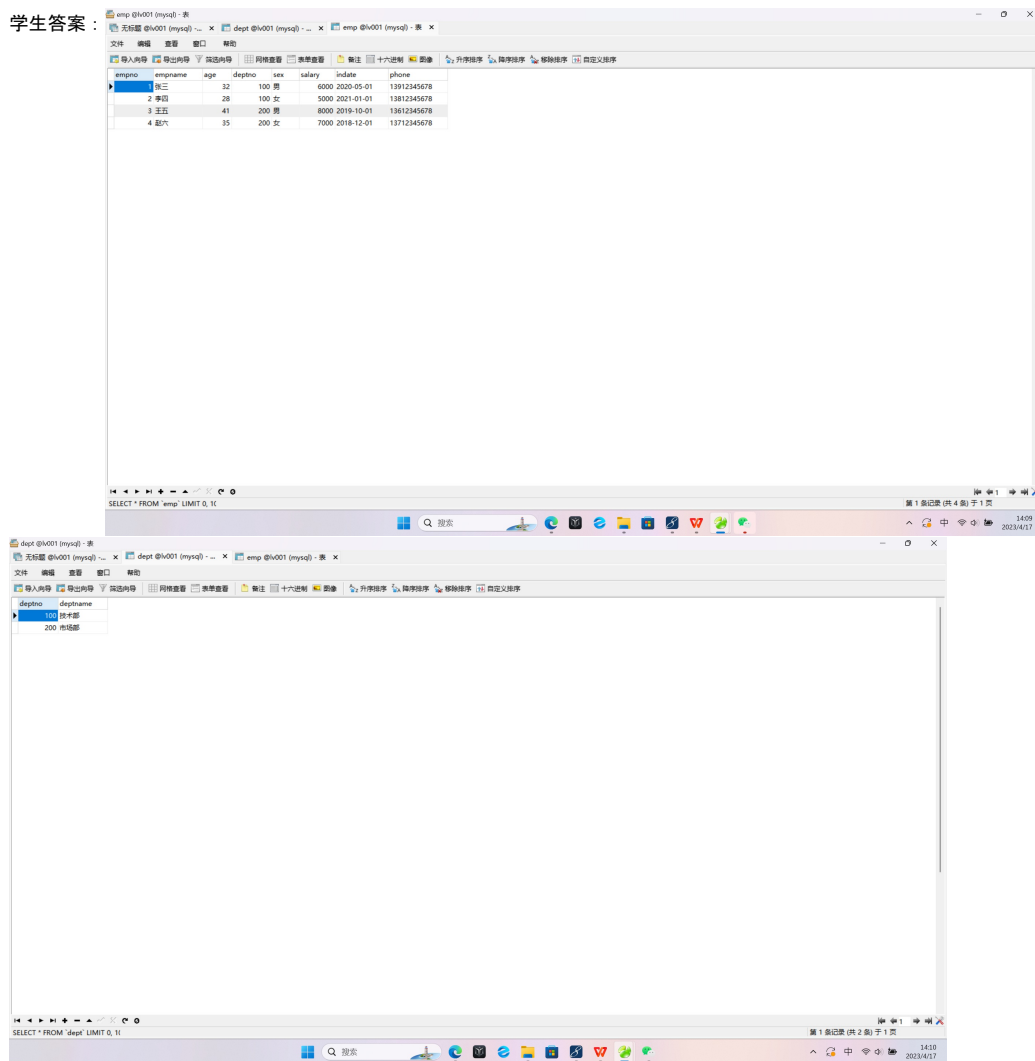 学生答案：
emp @lv001 (mysql) - 表
无标题 @lv001 (mysql) -... × dept @lv001 (mysql) - ... × emp @lv001 (mysql) - 表 ×
文件 编辑 查看 窗口 帮助
导入向导 导出向导 筛选向导 网格查看 表单查看 备注 十六进制 图像 升序排序 降序排序 移除排序 自定义排序
empno empname age deptno sex salary indate phone
1 张三 32 100 男 6000 2020-05-01 13912345678
2 李四 28 100 女 5000 2021-01-01 13812345678
3 王五 41 200 男 8000 2019-10-01 13612345678
4 赵六 35 200 女 7000 2018-12-01 13712345678
1
SELECT * FROM `emp` LIMIT 0, 1( 第 1 条记录 (共 4 条) 于 1 页
搜索 中 14:09
2023/4/17
dept @lv001 (mysql) - 表
无标题 @lv001 (mysql) -... × dept @lv001 (mysql) - ... × emp @lv001 (mysql) - 表 ×
文件 编辑 查看 窗口 帮助
导入向导 导出向导 筛选向导 网格查看 表单查看 备注 十六进制 图像 升序排序 降序排序 移除排序 自定义排序
deptno deptname
100 技术部
200 市场部
1
SELECT * FROM `dept` LIMIT 0, 1( 第 1 条记录 (共 2 条) 于 1 页
搜索 中 14:10
2023/4/17